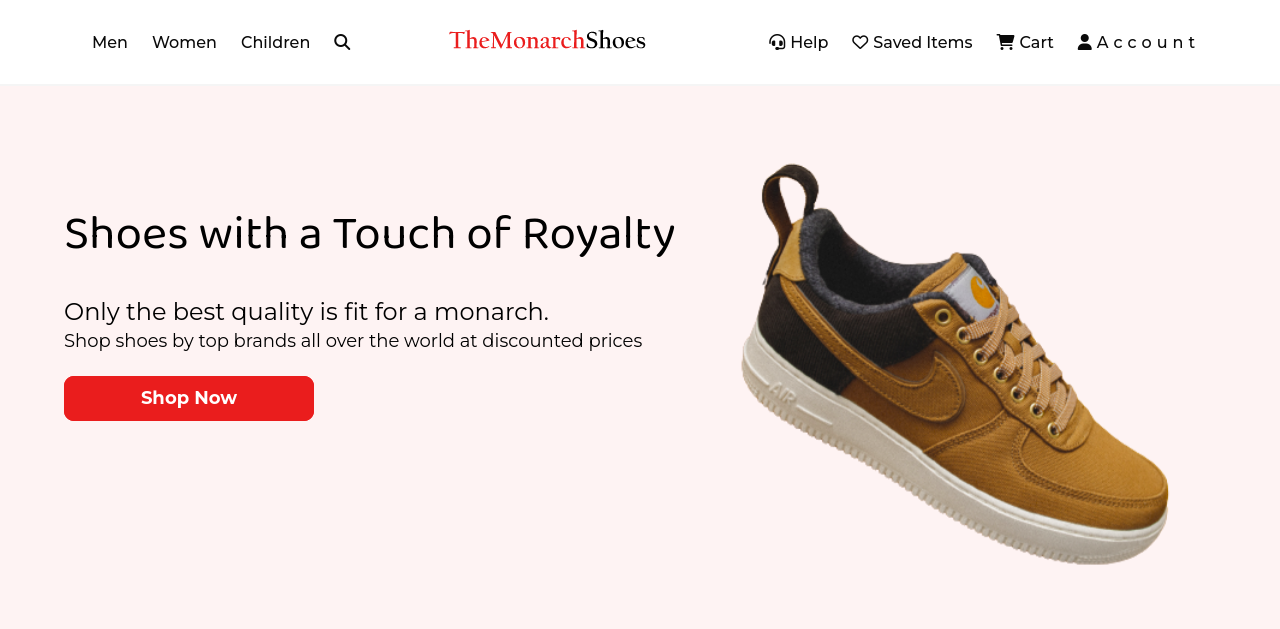 Men Women Children TheMonarchShoes Help Saved Items Cart Account
Shoes with a Touch of Royalty
Only the best quality is fit for a monarch.
Shop shoes by top brands all over the world at discounted prices
Shop Now
AIR